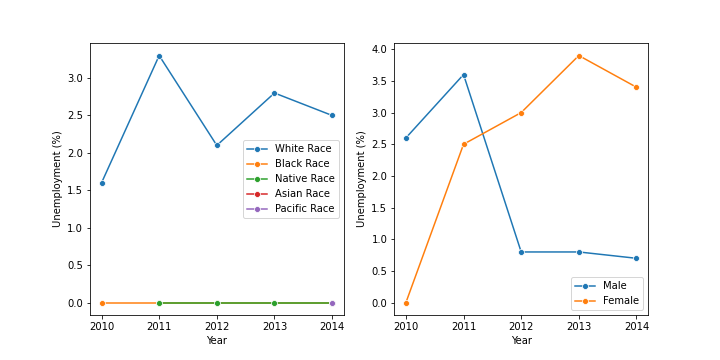 Unemployment (%)
3.0
2.5
2.0
1.5
1.0
0.5
0.0
2010 2011 2012 2013 2014
Year
White Race
Black Race
Native Race
Asian Race
Pacific Race
Unemployment (%)
4.0
3.5
3.0
2.5
2.0
1.5
1.0
0.5
0.0
2010 2011 2012 2013 2014
Year
Male
Female